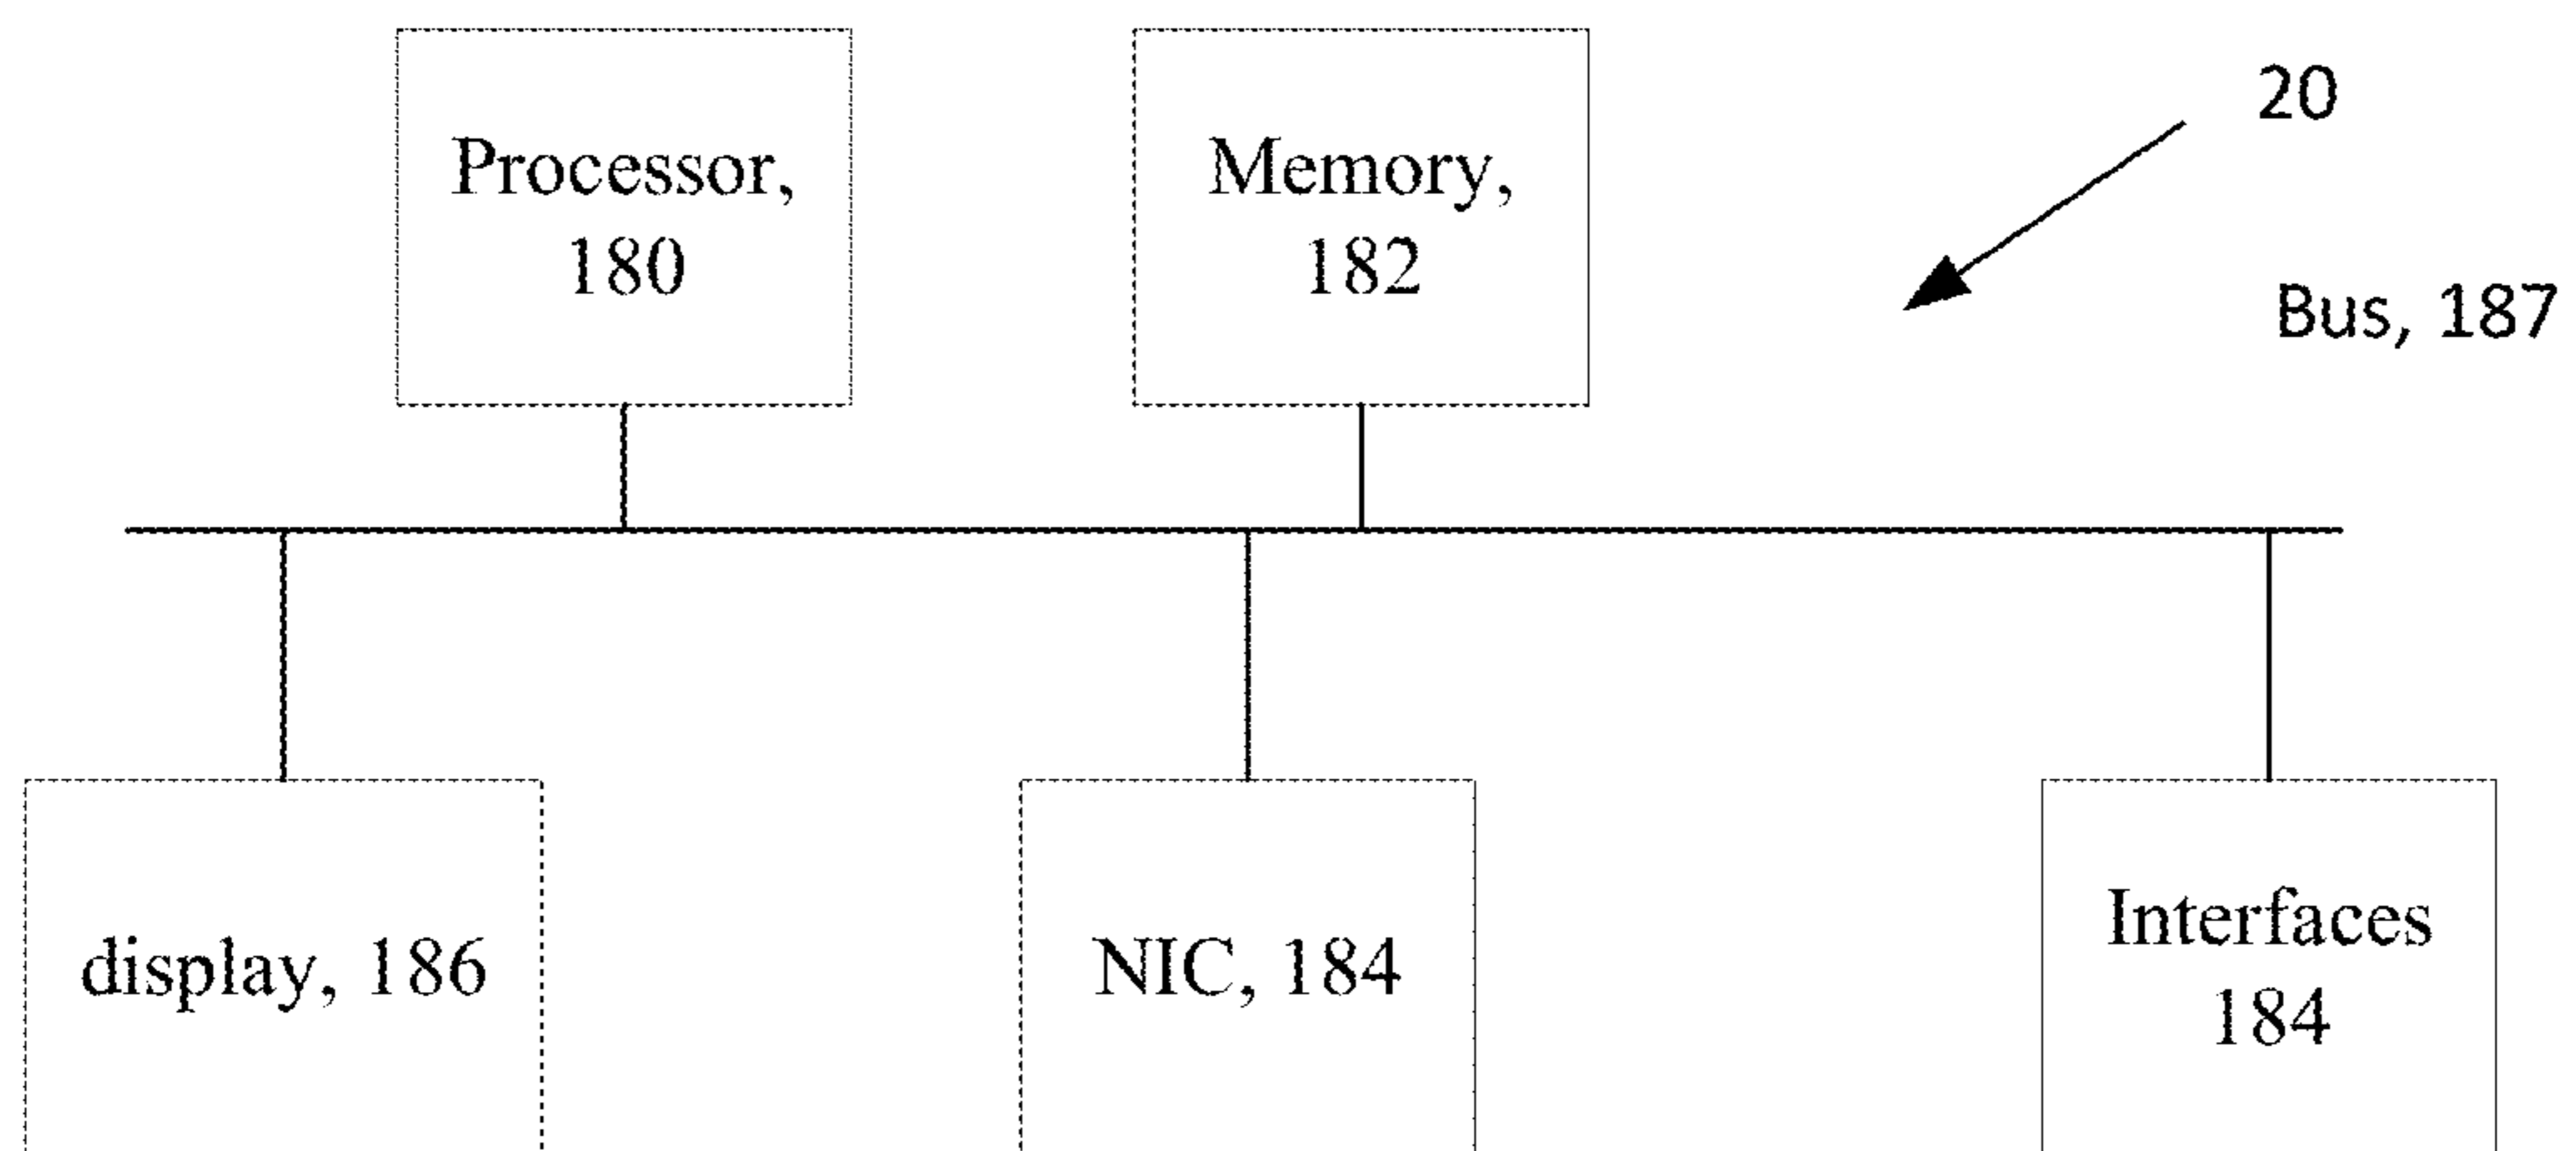 Processor,
180
Memory,
182
20
Bus, 187
display, 186
NIC, 184
Interfaces
184